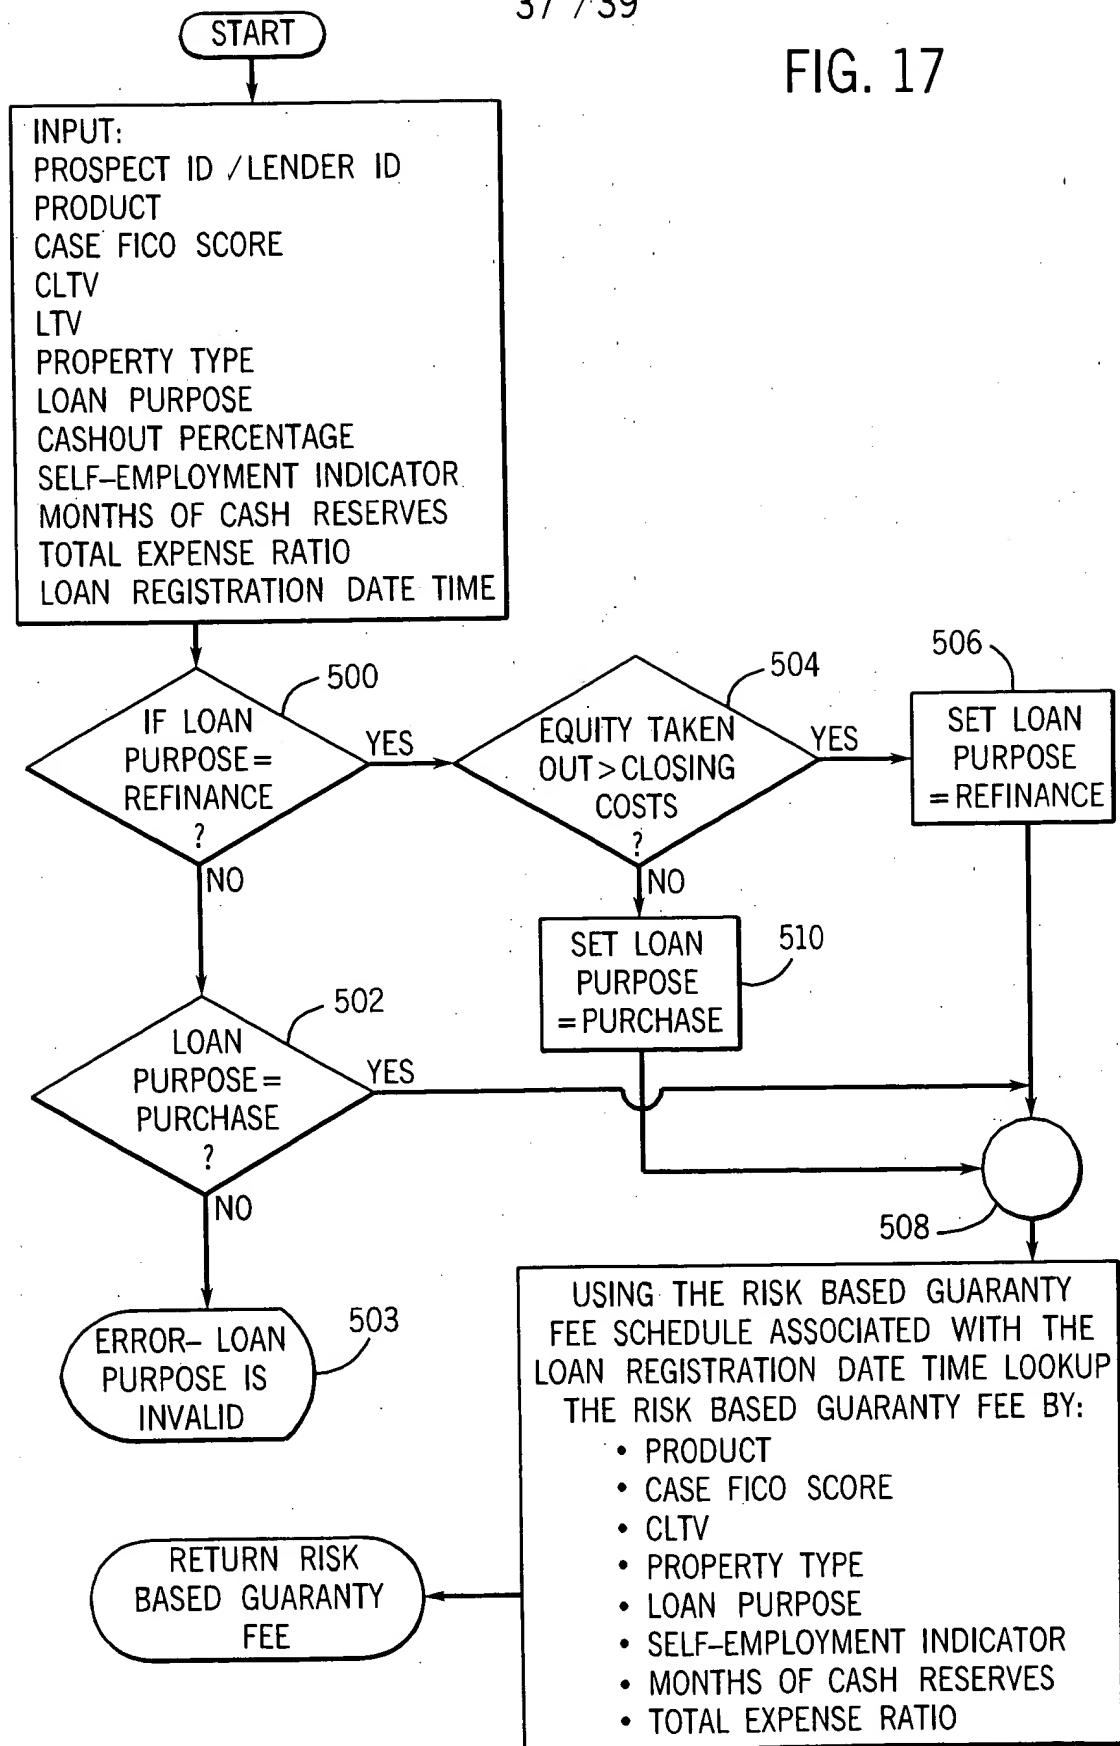 37 / 39
FIG. 17
START
INPUT:
PROSPECT ID / LENDER ID
PRODUCT
CASE FICO SCORE
CLTV
LTV
PROPERTY TYPE
LOAN PURPOSE
CASHOUT PERCENTAGE
SELF-EMPLOYMENT INDICATOR
MONTHS OF CASH RESERVES
TOTAL EXPENSE RATIO
LOAN REGISTRATION DATE TIME
500
IF LOAN
PURPOSE=
REFINANCE
?
YES
NO
504
EQUITY TAKEN
OUT>CLOSING
COSTS
?
YES
NO
506
SET LOAN
PURPOSE
=REFINANCE
510
SET LOAN
PURPOSE
=PURCHASE
502
LOAN
PURPOSE=
PURCHASE
?
YES
NO
508
503
ERROR- LOAN
PURPOSE IS
INVALID
USING THE RISK BASED GUARANTY
FEE SCHEDULE ASSOCIATED WITH THE
LOAN REGISTRATION DATE TIME LOOKUP
THE RISK BASED GUARANTY FEE BY:
• PRODUCT
• CASE FICO SCORE
• CLTV
• PROPERTY TYPE
• LOAN PURPOSE
• SELF-EMPLOYMENT INDICATOR
• MONTHS OF CASH RESERVES
• TOTAL EXPENSE RATIO
RETURN RISK
BASED GUARANTY
FEE